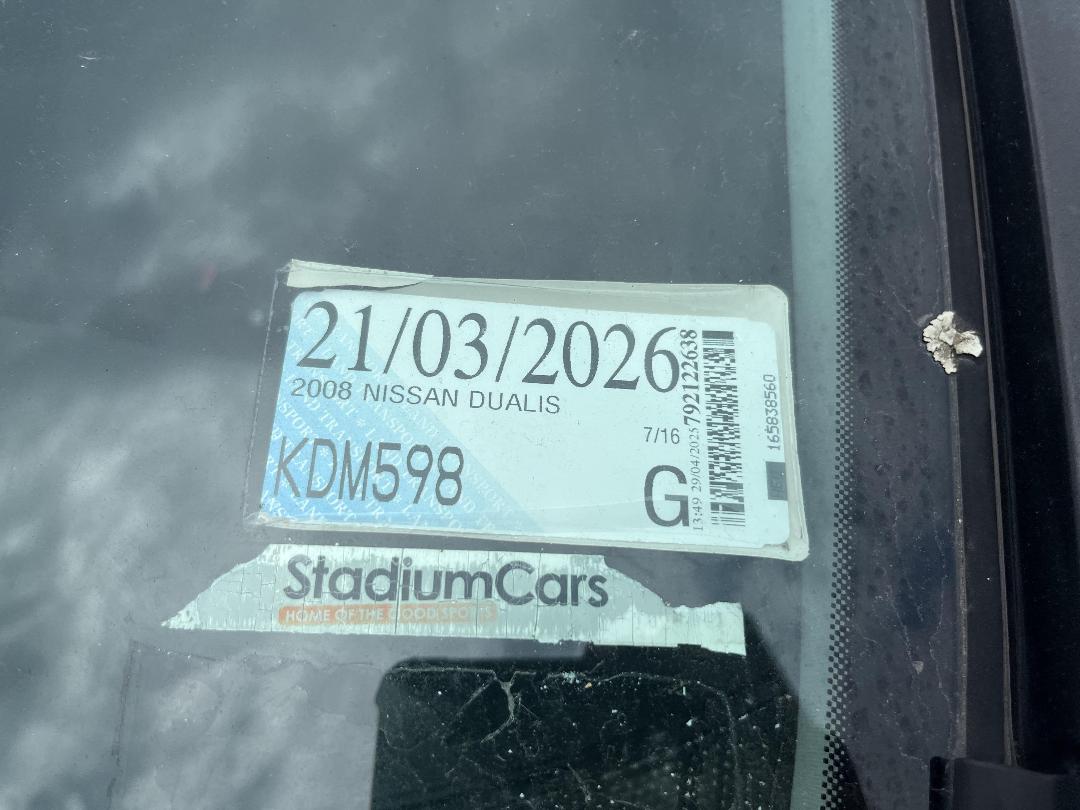 21/03/2026
2008 NISSAN DUALIS
7/16
KDM598
G
13:49 29/04/2025 792122638
165838560
StadiumCars
HOME OF THE GOOD SPORTS